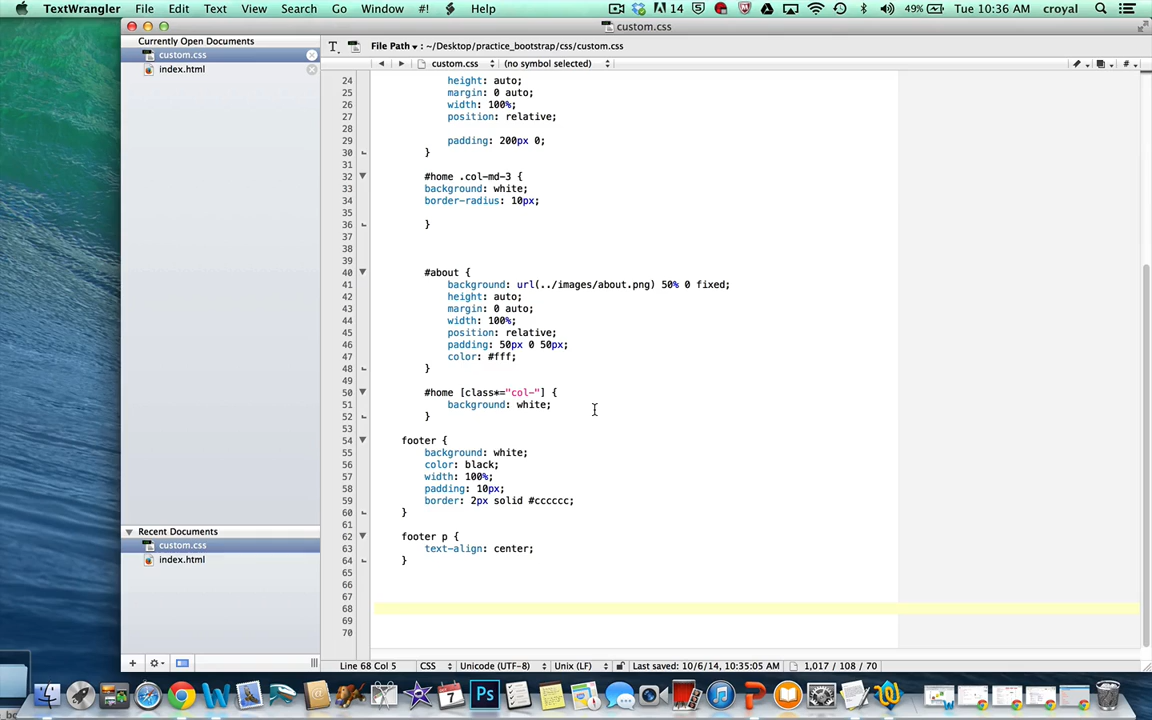 TextWrangler File Edit Text View Search Go Window #! Help 14 49% Tue 10:36 AM croyal
custom.css
Currently Open Documents
custom.css
index.html
File Path : ~/Desktop/practice_bootstrap/css/custom.css
custom.css (no symbol selected)
24 height: auto;
25 margin: 0 auto;
26 width: 100%;
27 position: relative;
28
29 padding: 200px 0;
30 }
31
32 #home .col-md-3 {
33 background: white;
34 border-radius: 10px;
35
36 }
37
38
39
40 #about {
41 background: url(../images/about.png) 50% 0 fixed;
42 height: auto;
43 margin: 0 auto;
44 width: 100%;
45 position: relative;
46 padding: 50px 0 50px;
47 color: #fff;
48 }
49
50 #home [class*="col-"] {
51 background: white;
52 }
53
54 footer {
55 background: white;
56 color: black;
57 width: 100%;
58 padding: 10px;
59 border: 2px solid #cccccc;
60 }
61
62 footer p {
63 text-align: center;
64 }
65
66
67
68
69
70
Recent Documents
custom.css
index.html
Line 68 Col 5 CSS Unicode (UTF-8) Unix (LF) Last saved: 10/6/14, 10:35:05 AM 1,017 / 108 / 70